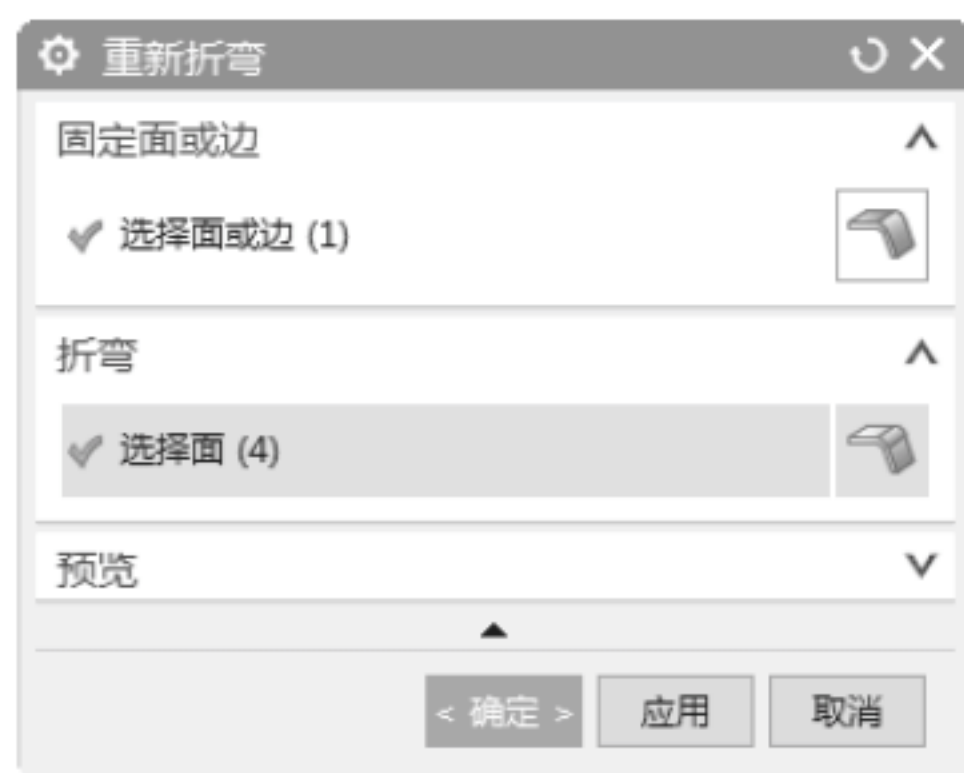 重新折弯
固定面或边
选择面或边 (1)
折弯
选择面 (4)
预览
< 确定 > 应用 取消